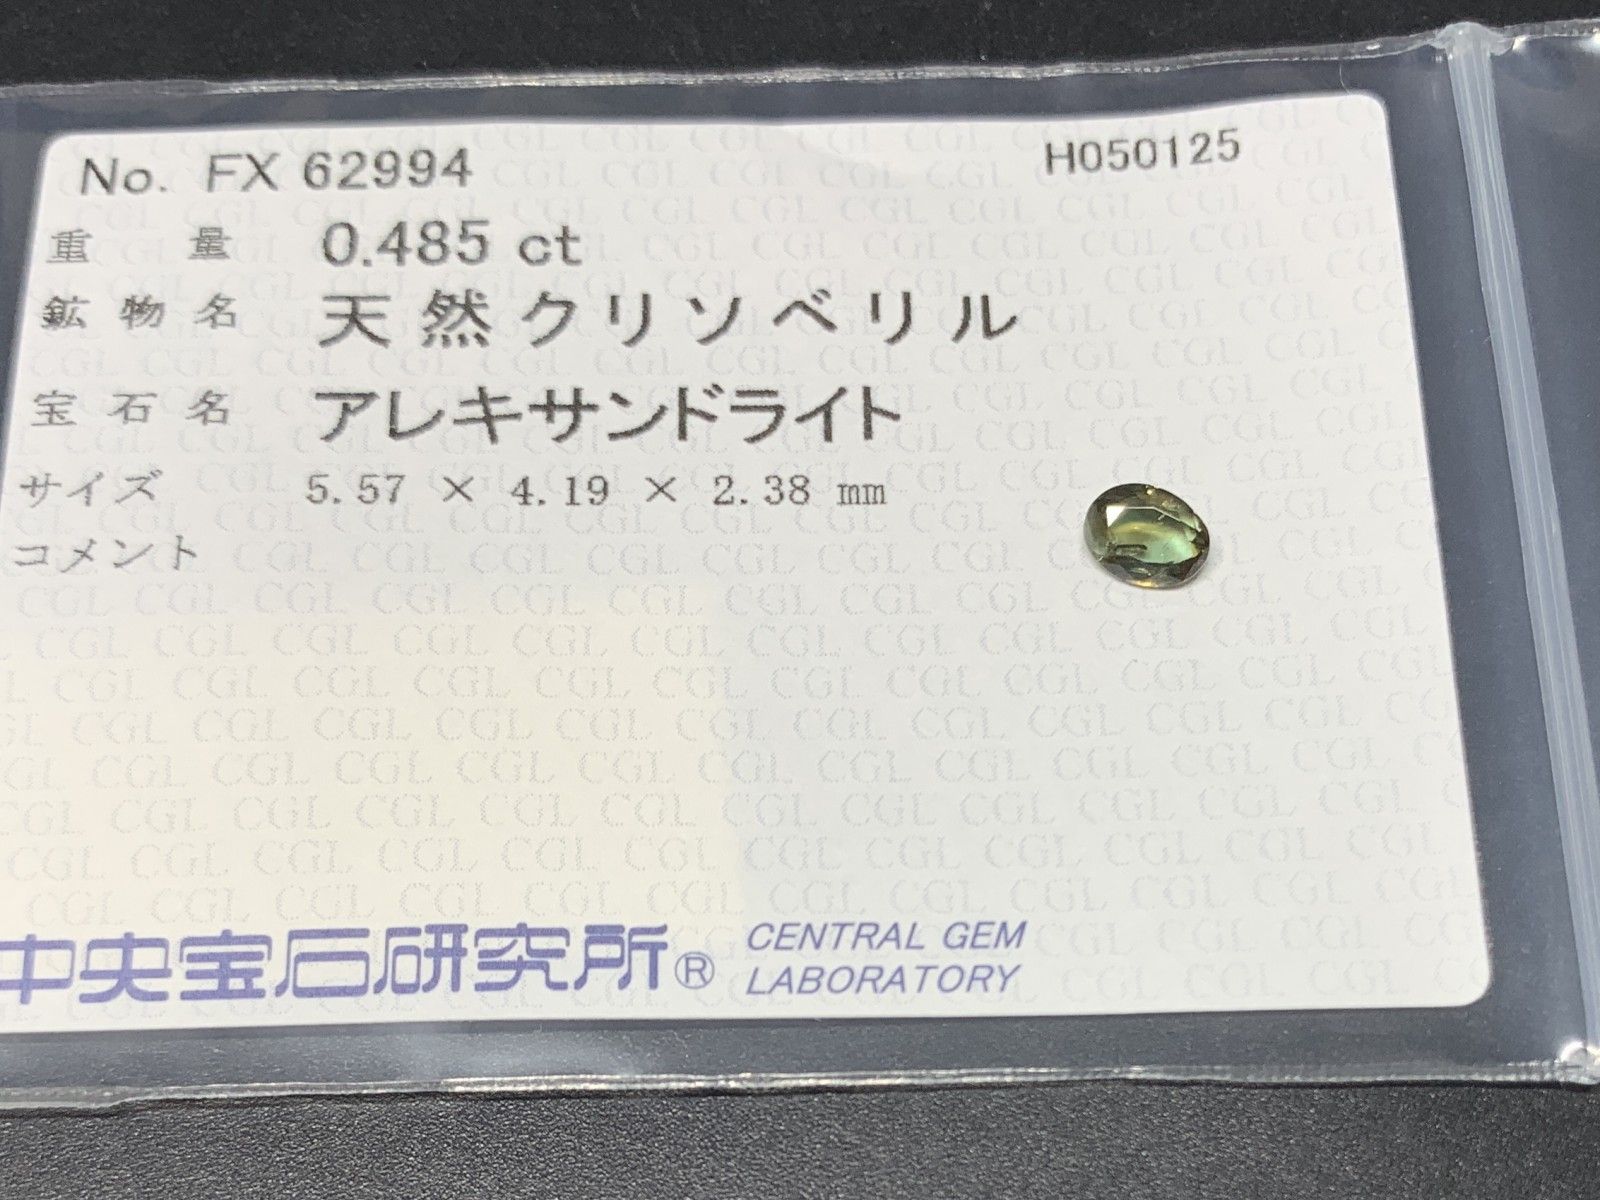 No. FX 62994 H050125
重量 0.485 ct
鉱物名 天然クリソベリル
宝石名 アレキサンドライト
サイズ 5.57 × 4.19 × 2.38 mm
コメント
中央宝石研究所® CENTRAL GEM
LABORATORY